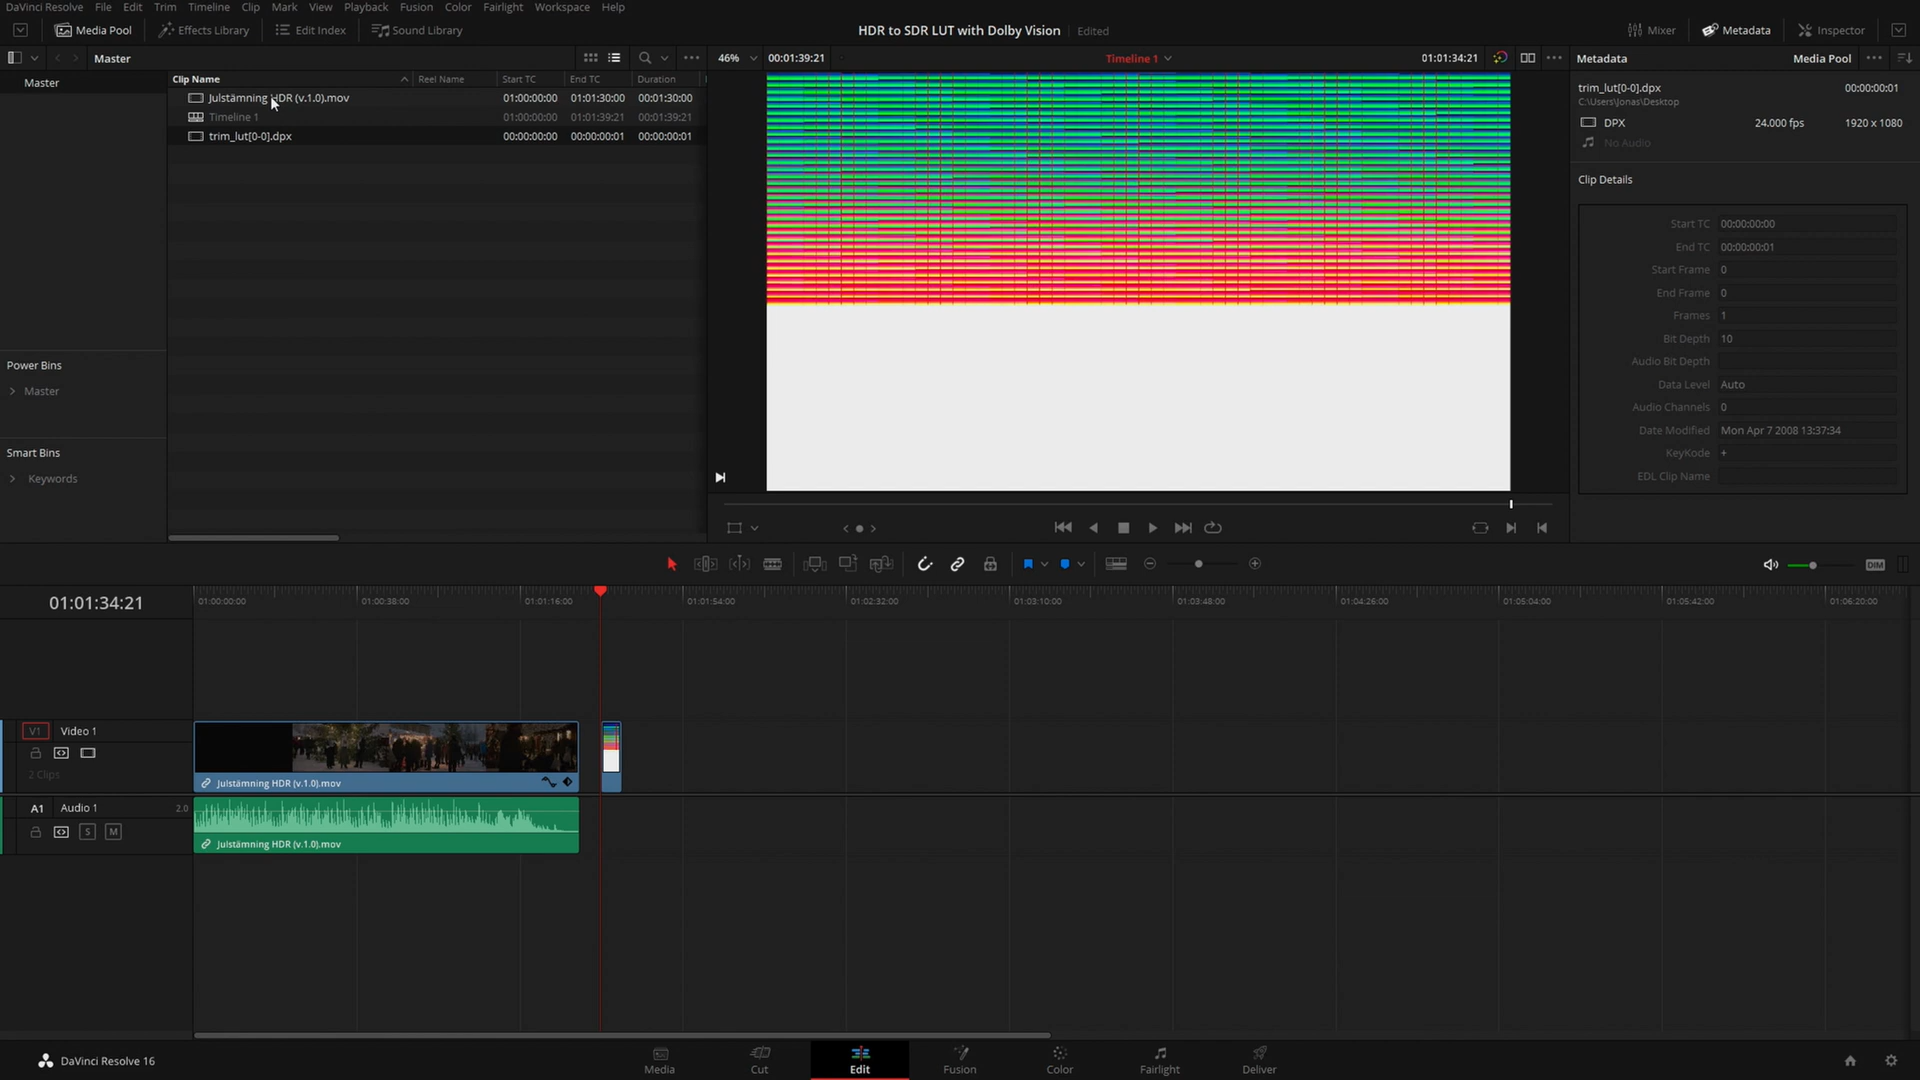 DaVinci Resolve File Edit Trim Timeline Clip Mark View Playback Fusion Color Fairlight Workspace Help
Media Pool Effects Library Edit Index Sound Library HDR to SDR LUT with Dolby Vision Edited Mixer Metadata Inspector
Master 46% 00:01:39:21 Timeline 1 01:01:34:21 Metadata Media Pool
Master
Clip Name Reel Name Start TC End TC Duration
Julstämning HDR (v.1.0).mov 01:00:00:00 01:01:30:00 00:01:30:00
Timeline 1 01:00:00:00 01:01:39:21 00:01:39:21
trim_lut[0-0].dpx 00:00:00:00 00:00:00:01 00:00:00:01
trim_lut[0-0].dpx 00:00:00:01
C:\Users\Jonas\Desktop
DPX 24.000 fps 1920 x 1080
No Audio
Clip Details
Start TC 00:00:00:00
End TC 00:00:00:01
Start Frame 0
End Frame 0
Frames 1
Bit Depth 10
Audio Bit Depth
Data Level Auto
Audio Channels 0
Date Modified Mon Apr 7 2008 13:37:34
KeyKode +
EDL Clip Name
Power Bins
Master
Smart Bins
Keywords
DIM
01:01:34:21 01:00:00:00 01:00:38:00 01:01:16:00 01:01:54:00 01:02:32:00 01:03:10:00 01:03:48:00 01:04:26:00 01:05:04:00 01:05:42:00 01:06:20:00
V1 Video 1
2 Clips
Julstämning HDR (v.1.0).mov
A1 Audio 1 2.0
S M
Julstämning HDR (v.1.0).mov
DaVinci Resolve 16
Media Cut Edit Fusion Color Fairlight Deliver